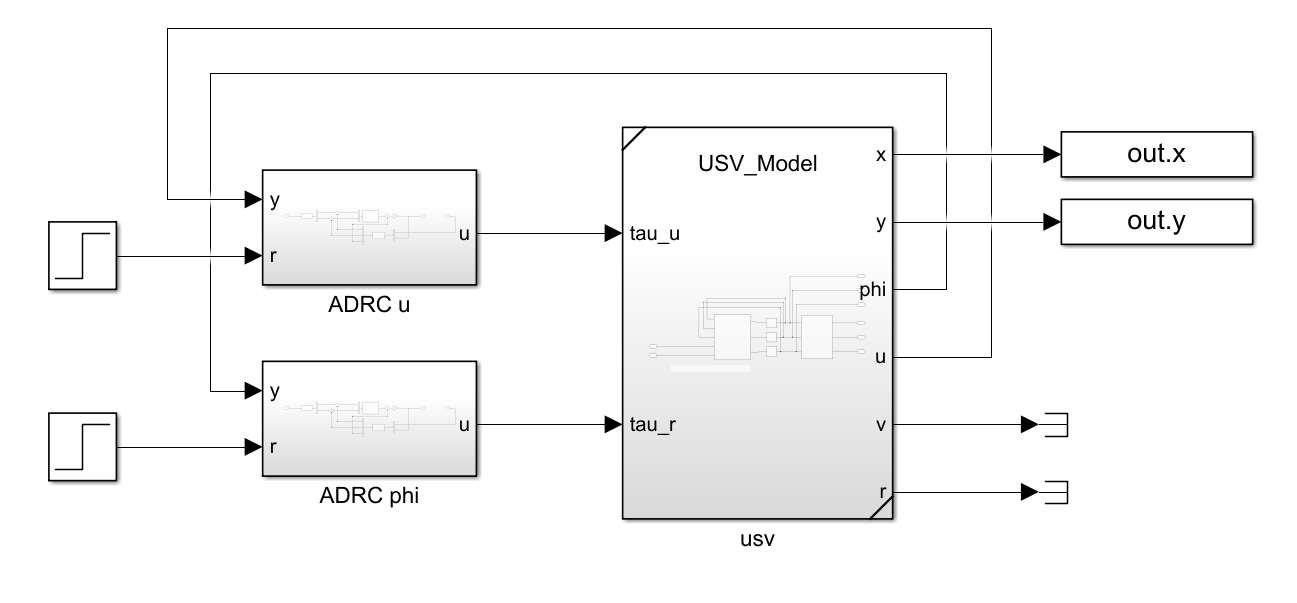 USV_Model
x
out.x
y
out.y
y
r
u
ADRC u
tau_u
phi
u
y
r
u
ADRC phi
tau_r
v
r
usv